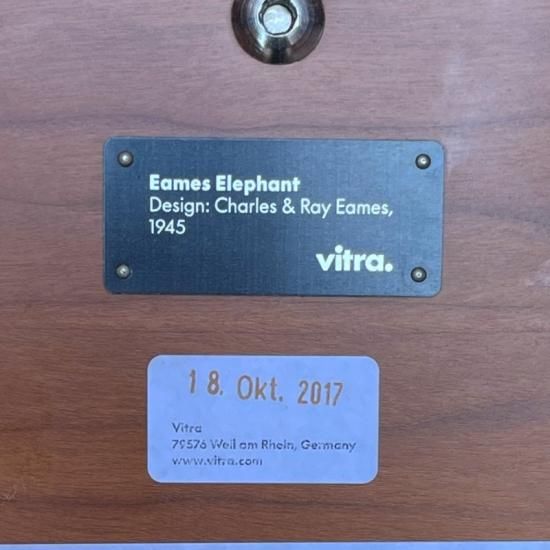 Eames Elephant
Design: Charles & Ray Eames,
1945
vitra.
18. Okt. 2017
Vitra
79576 Weil am Rhein, Germany
www.vitra.com